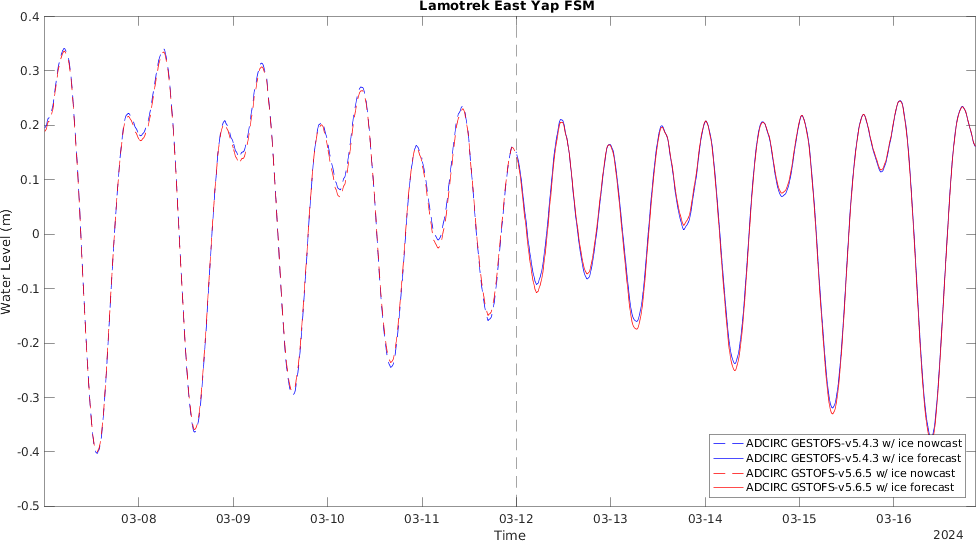 Lamotrek East Yap FSM
0.4
0.3
0.2
0.1
0
-0.1
-0.2
-0.3
-0.4
-0.5
Water Level (m)
ADCIRC GESTOFS-v5.4.3 w/ ice nowcast
ADCIRC GESTOFS-v5.4.3 w/ ice forecast
ADCIRC GSTOFS-v5.6.5 w/ ice nowcast
ADCIRC GSTOFS-v5.6.5 w/ ice forecast
03-08 03-09 03-10 03-11 03-12 03-13 03-14 03-15 03-16
Time
2024